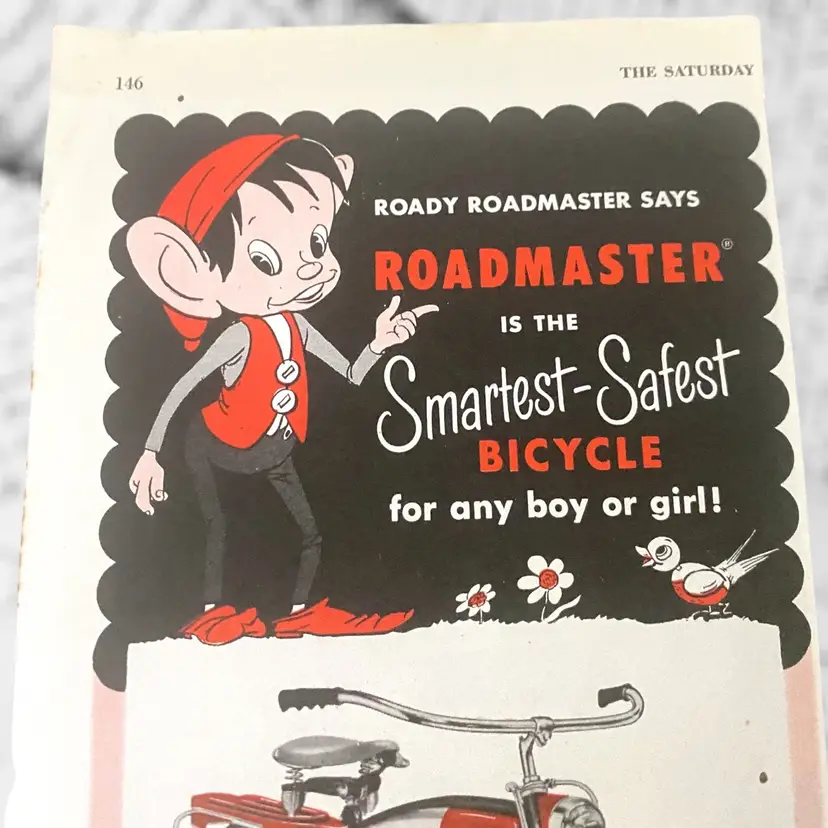 146
THE SATURDAY
ROADY ROADMASTER SAYS
ROADMASTER®
IS THE
Smartest-Safest
BICYCLE
for any boy or girl!